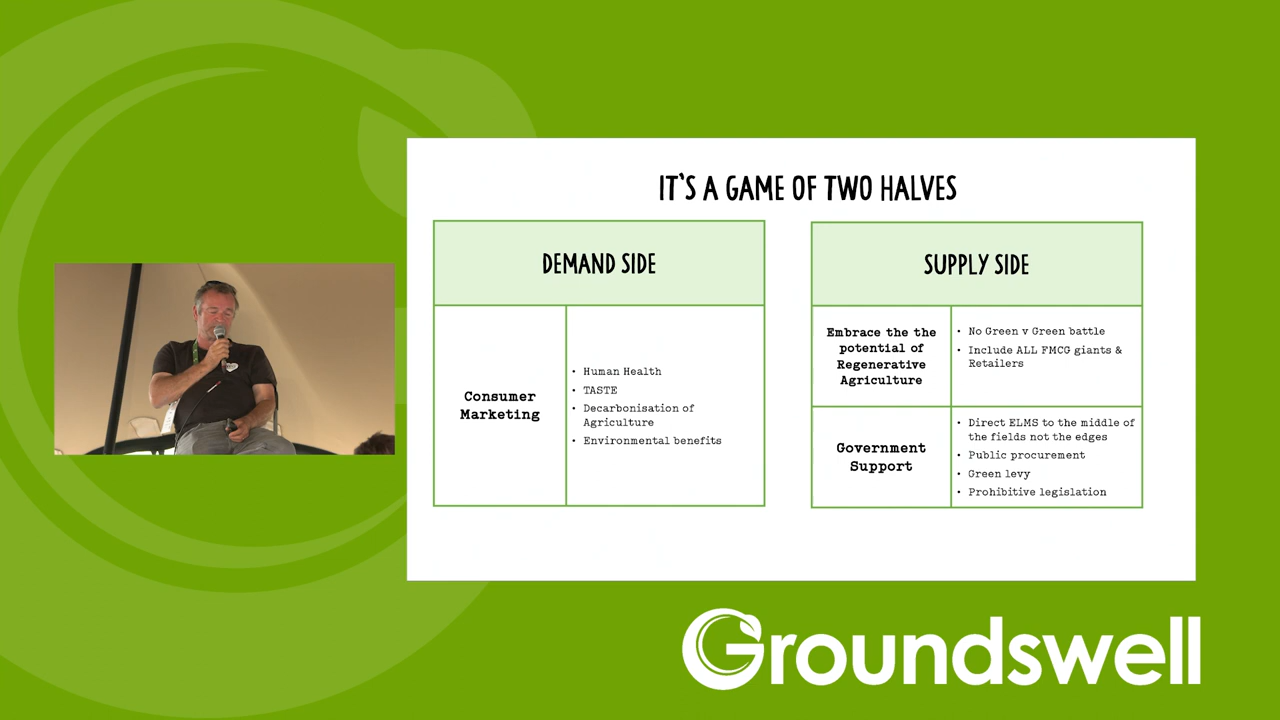 IT'S A GAME OF TWO HALVES
DEMAND SIDE
Consumer
Marketing
• Human Health
• TASTE
• Decarbonisation of
Agriculture
• Environmental benefits
SUPPLY SIDE
Embrace the the
potential of
Regenerative
Agriculture
• No Green v Green battle
• Include ALL FMCG giants &
Retailers
Government
Support
• Direct ELMS to the middle of
the fields not the edges
• Public procurement
• Green levy
• Prohibitive legislation
Groundswell